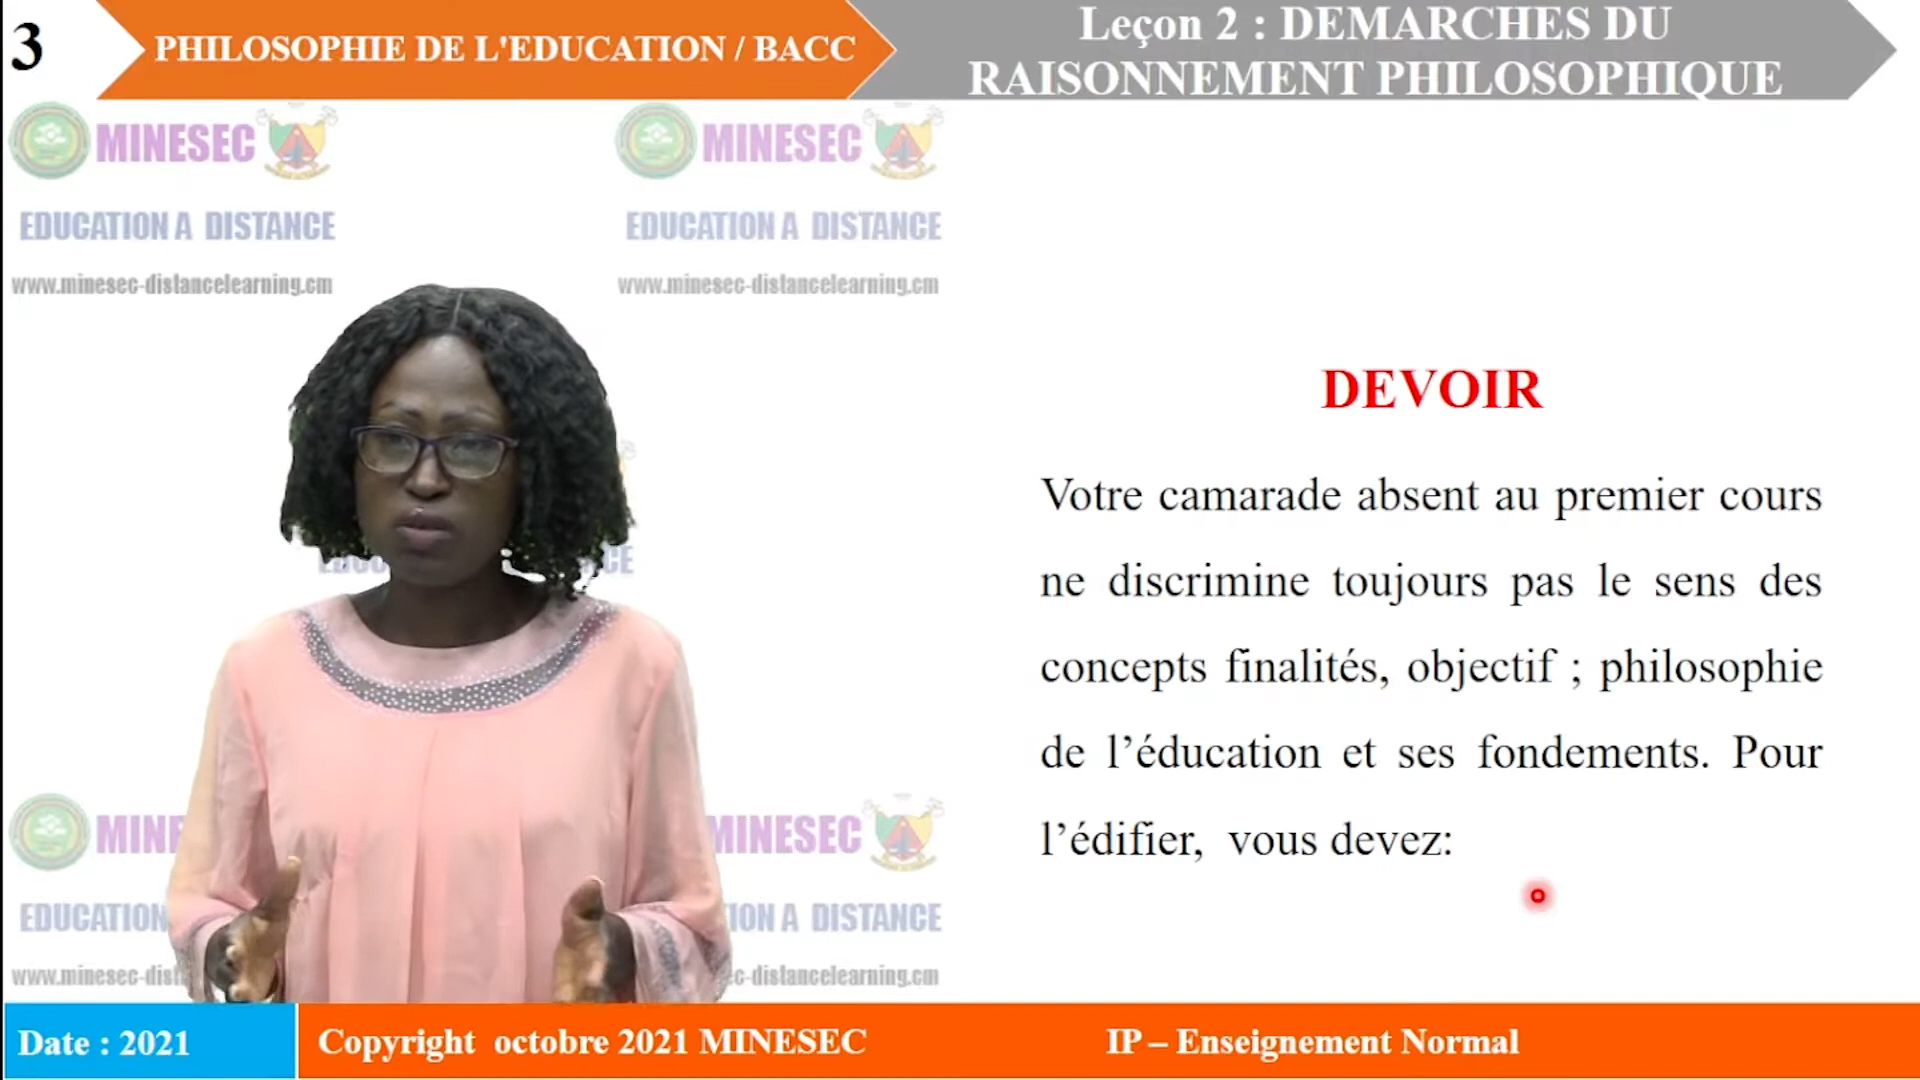 3
PHILOSOPHIE DE L'EDUCATION / BACC
Leçon 2 : DEMARCHES DU
RAISONNEMENT PHILOSOPHIQUE
MINESEC
MINESEC
EDUCATION A DISTANCE
EDUCATION A DISTANCE
www.minesec-distancelearning.cm
www.minesec-distancelearning.cm
DEVOIR
Votre camarade absent au premier cours
ne discrimine toujours pas le sens des
concepts finalités, objectif ; philosophie
de l’éducation et ses fondements. Pour
l’édifier, vous devez:
MINESEC
EDUCATION
Date : 2021
Copyright octobre 2021 MINESEC
IP – Enseignement Normal